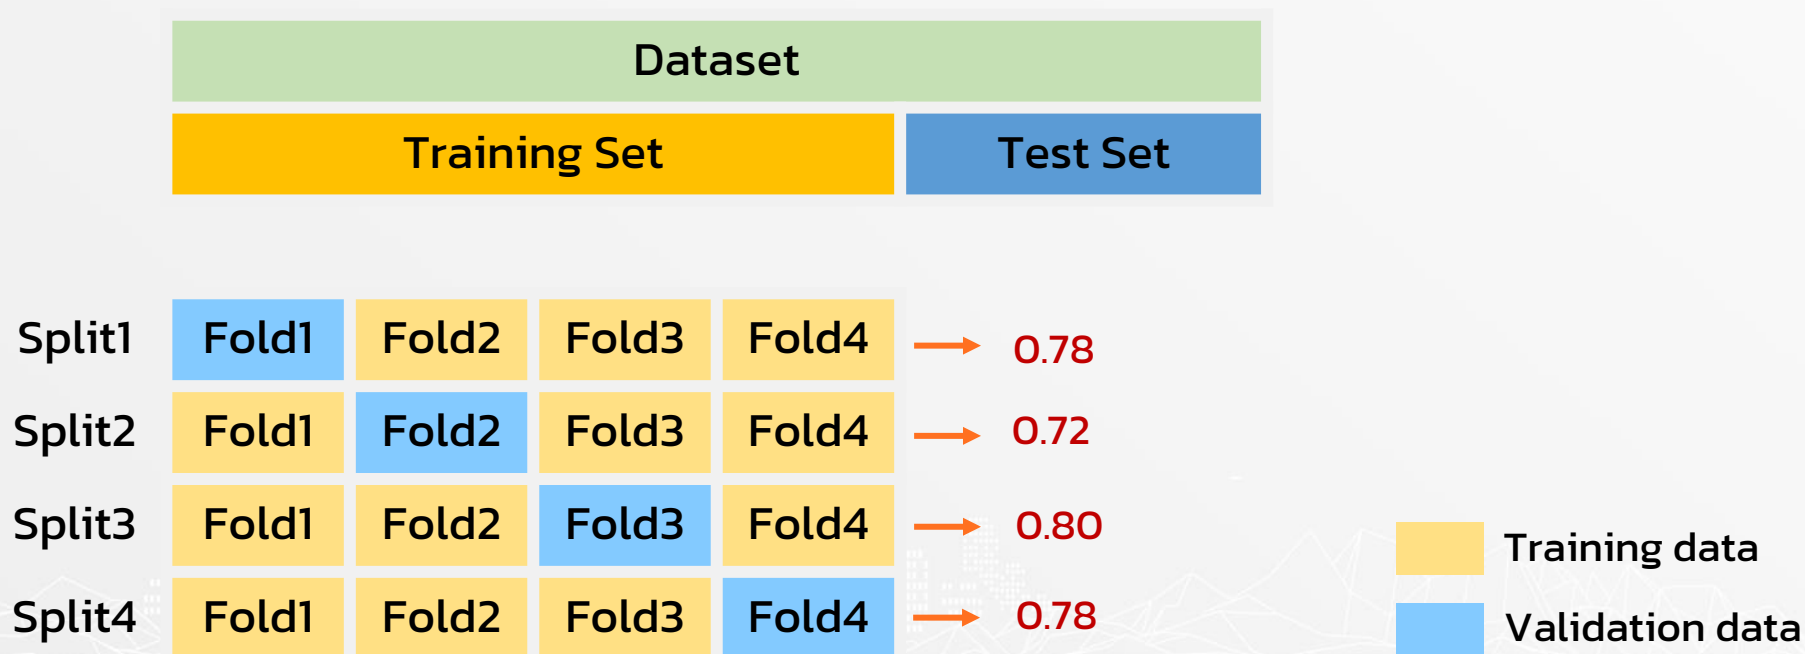 Dataset
Training Set Test Set
Split1 Fold1 Fold2 Fold3 Fold4 0.78
Split2 Fold1 Fold2 Fold3 Fold4 0.72
Split3 Fold1 Fold2 Fold3 Fold4 0.80
Split4 Fold1 Fold2 Fold3 Fold4 0.78
Training data
Validation data